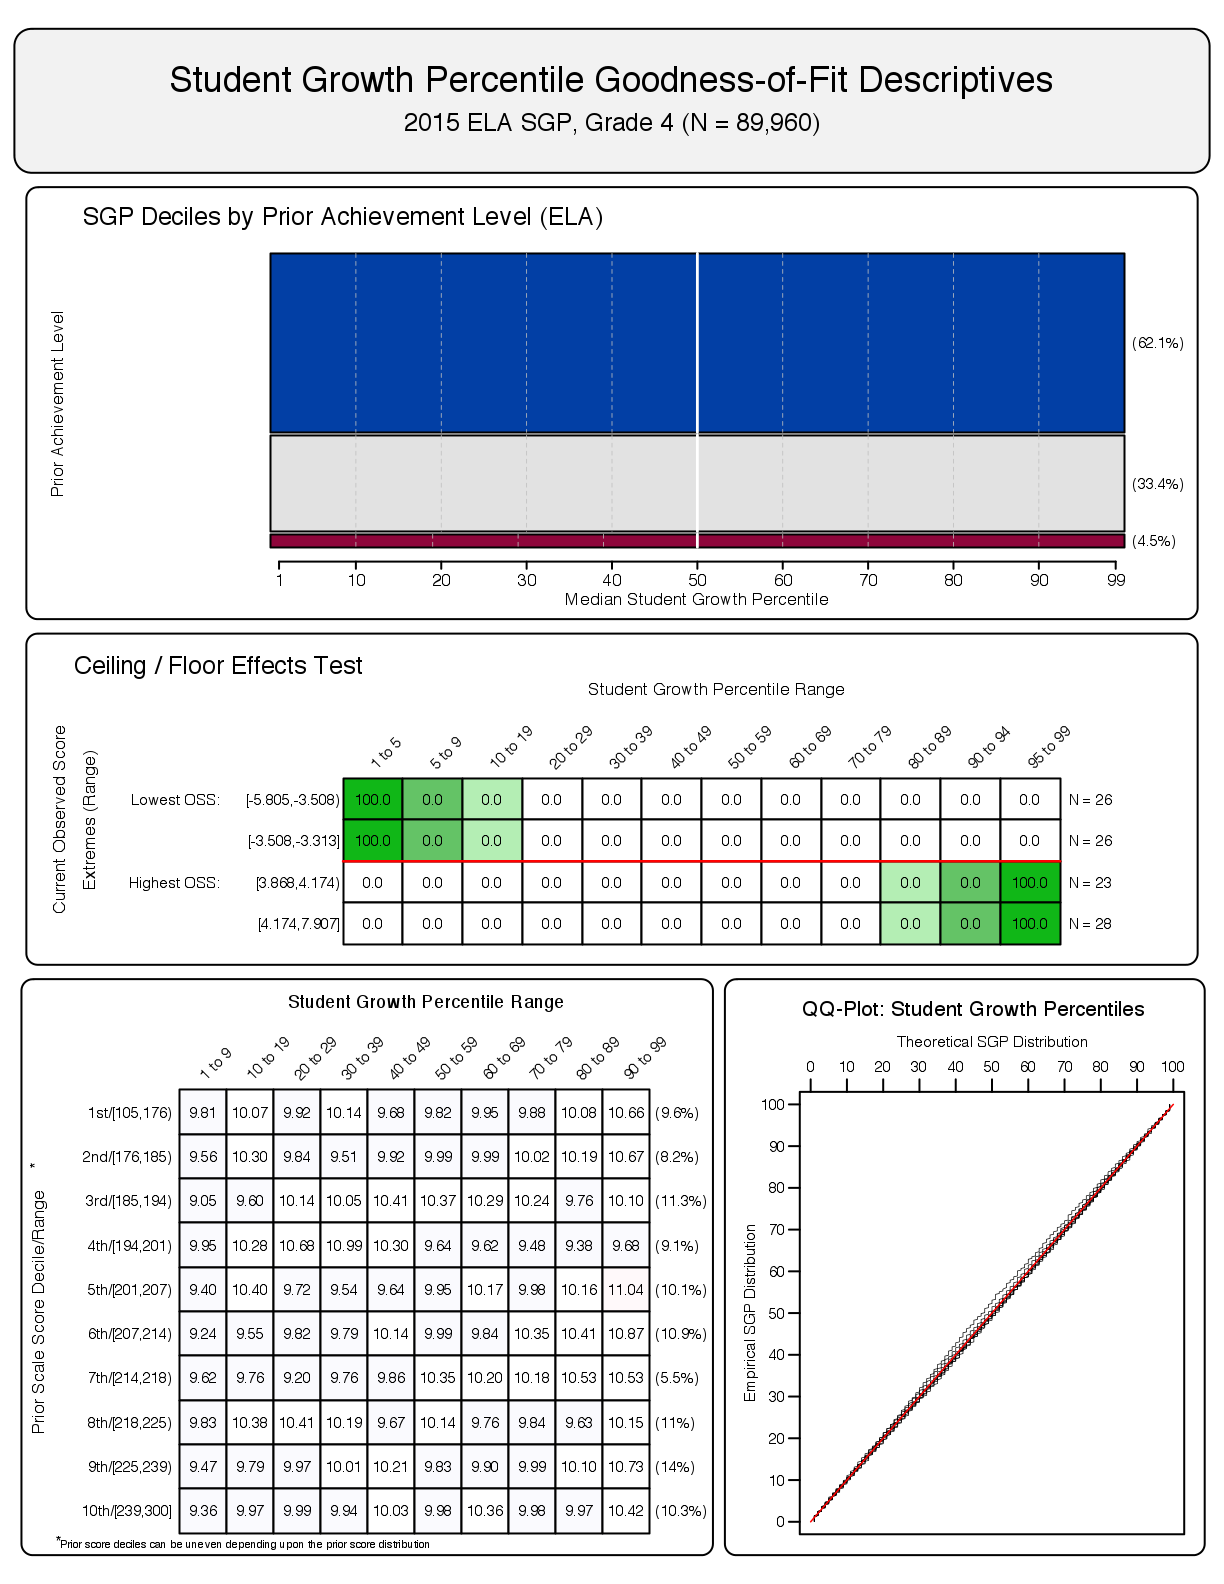 Student Growth Percentile Goodness-of-Fit Descriptives
2015 ELA SGP, Grade 4 (N = 89,960)
SGP Deciles by Prior Achievement Level (ELA)
Prior Achievement Level
(62.1%)
(33.4%)
(4.5%)
1 10 20 30 40 50 60 70 80 90 99
Median Student Growth Percentile
Ceiling / Floor Effects Test
Student Growth Percentile Range
Current Observed Score
Extremes (Range)
1 to 5 5 to 9 10 to 19 20 to 29 30 to 39 40 to 49 50 to 59 60 to 69 70 to 79 80 to 89 90 to 94 95 to 99
Lowest OSS: [-5.805,-3.508) 100.0 0.0 0.0 0.0 0.0 0.0 0.0 0.0 0.0 0.0 0.0 0.0 N = 26
[-3.508,-3.313] 100.0 0.0 0.0 0.0 0.0 0.0 0.0 0.0 0.0 0.0 0.0 0.0 N = 26
Highest OSS: [3.868,4.174) 0.0 0.0 0.0 0.0 0.0 0.0 0.0 0.0 0.0 0.0 0.0 100.0 N = 23
[4.174,7.907] 0.0 0.0 0.0 0.0 0.0 0.0 0.0 0.0 0.0 0.0 0.0 100.0 N = 28
Student Growth Percentile Range
1 to 9 10 to 19 20 to 29 30 to 39 40 to 49 50 to 59 60 to 69 70 to 79 80 to 89 90 to 99
Prior Scale Score Decile/Range *
1st/[105,176) 9.81 10.07 9.92 10.14 9.68 9.82 9.95 9.88 10.08 10.66 (9.6%)
2nd/[176,185) 9.56 10.30 9.84 9.51 9.92 9.99 9.99 10.02 10.19 10.67 (8.2%)
3rd/[185,194) 9.05 9.60 10.14 10.05 10.41 10.37 10.29 10.24 9.76 10.10 (11.3%)
4th/[194,201) 9.95 10.28 10.68 10.99 10.30 9.64 9.62 9.48 9.38 9.68 (9.1%)
5th/[201,207) 9.40 10.40 9.72 9.54 9.64 9.95 10.17 9.98 10.16 11.04 (10.1%)
6th/[207,214) 9.24 9.55 9.82 9.79 10.14 9.99 9.84 10.35 10.41 10.87 (10.9%)
7th/[214,218) 9.62 9.76 9.20 9.76 9.86 10.35 10.20 10.18 10.53 10.53 (5.5%)
8th/[218,225) 9.83 10.38 10.41 10.19 9.67 10.14 9.76 9.84 9.63 10.15 (11%)
9th/[225,239) 9.47 9.79 9.97 10.01 10.21 9.83 9.90 9.99 10.10 10.73 (14%)
10th/[239,300] 9.36 9.97 9.99 9.94 10.03 9.98 10.36 9.98 9.97 10.42 (10.3%)
*Prior score deciles can be uneven depending upon the prior score distribution
QQ-Plot: Student Growth Percentiles
Theoretical SGP Distribution
0 10 20 30 40 50 60 70 80 90 100
Empirical SGP Distribution
100
90
80
70
60
50
40
30
20
10
0